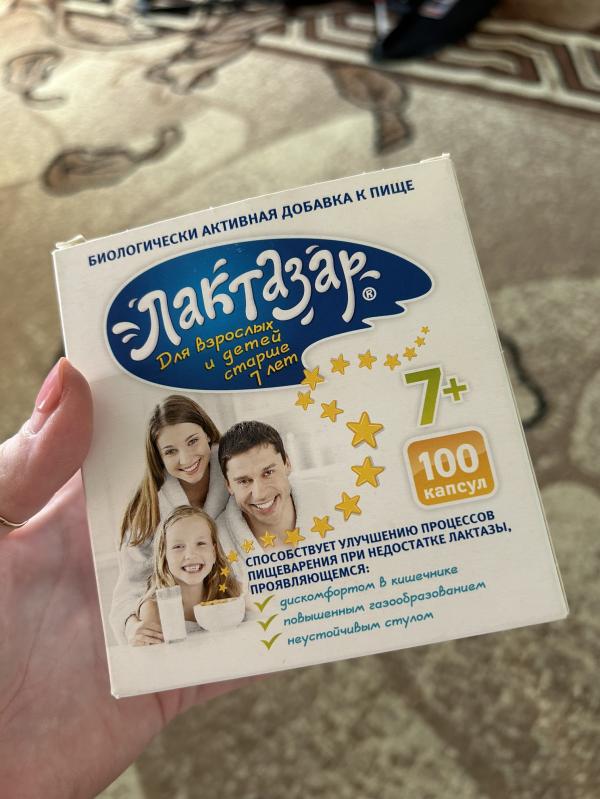 БИОЛОГИЧЕСКИ АКТИВНАЯ ДОБАВКА К ПИЩЕ
Лактазар®
Для взрослых
и детей
старше
7 лет
7+
100
капсул
СПОСОБСТВУЕТ УЛУЧШЕНИЮ ПРОЦЕССОВ
ПИЩЕВАРЕНИЯ ПРИ НЕДОСТАТКЕ ЛАКТАЗЫ,
ПРОЯВЛЯЮЩЕМСЯ:
дискомфортом в кишечнике
повышенным газообразованием
неустойчивым стулом